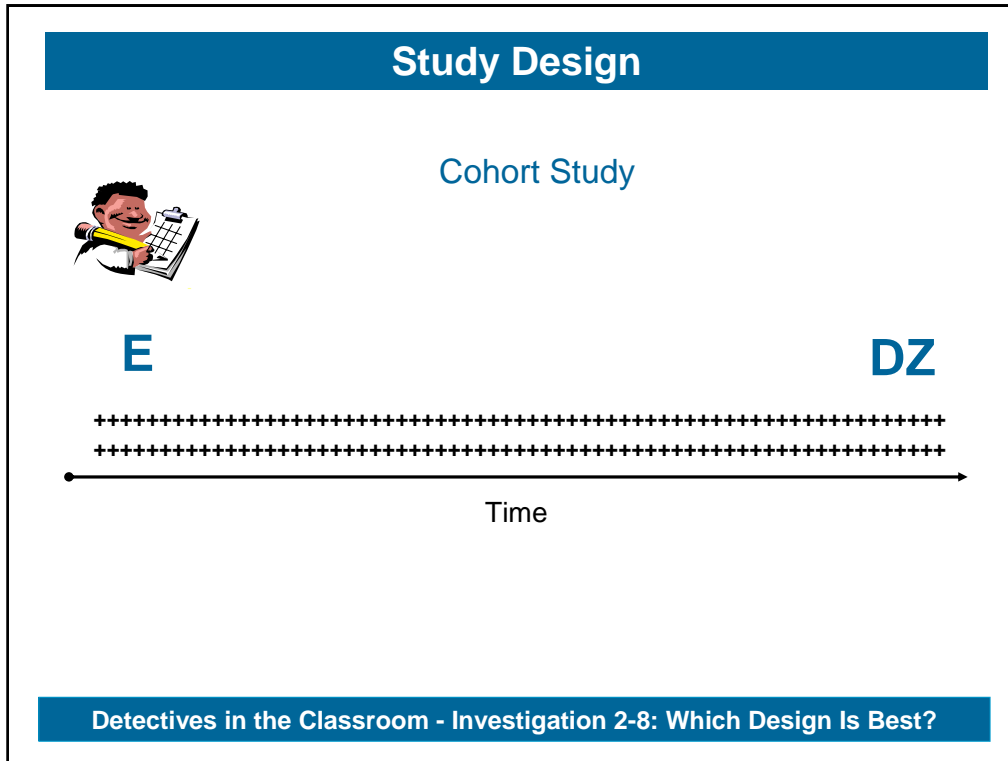 Study Design
Cohort Study
E
DZ
+++++++++++++++++++++++++++++++++++++++++++++++++++++++++++++++++
+++++++++++++++++++++++++++++++++++++++++++++++++++++++++++++++++
Time
Detectives in the Classroom - Investigation 2-8: Which Design Is Best?